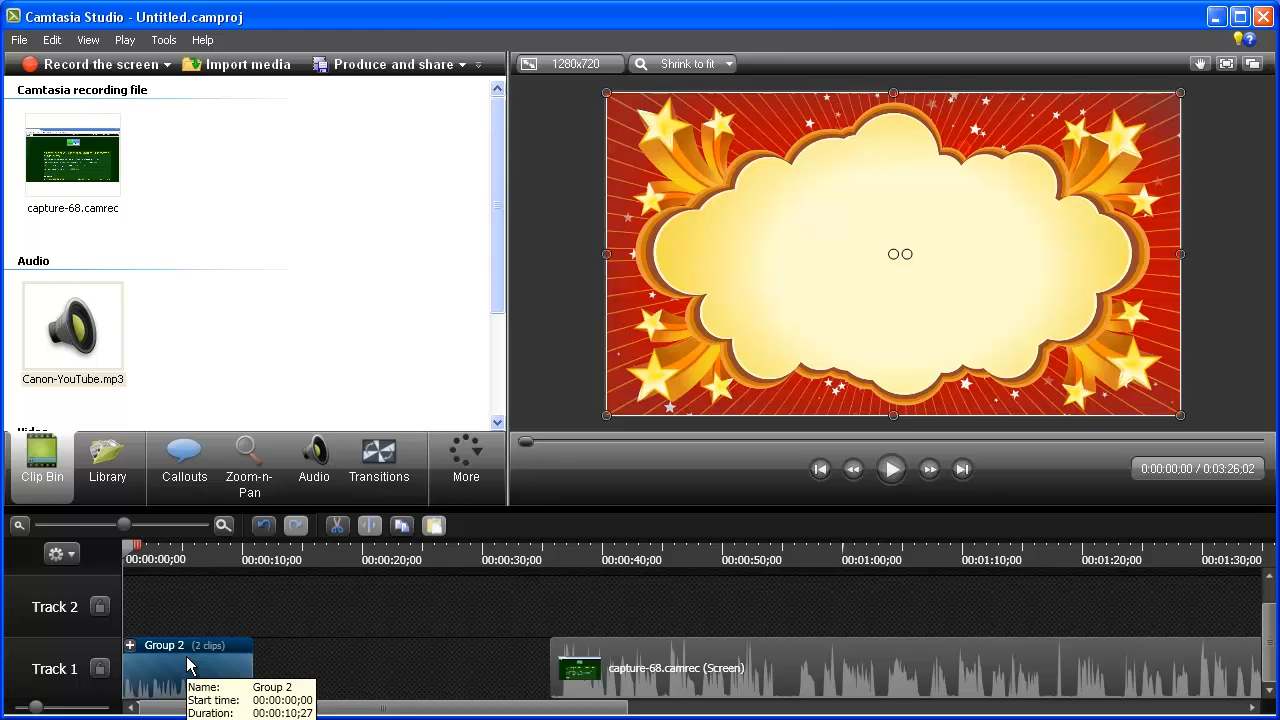 Camtasia Studio - Untitled.camproj
File Edit View Play Tools Help
Record the screen Import media Produce and share
1280x720 Shrink to fit
Camtasia recording file
capture-68.camrec
Audio
Canon-YouTube.mp3
Clip Bin Library Callouts Zoom-n-Pan Audio Transitions More
0:00:00;00 / 0:03:26;02
00:00:00;00 00:00:10;00 00:00:20;00 00:00:30;00 00:00:40;00 00:00:50;00 00:01:00;00 00:01:10;00 00:01:20;00 00:01:30;00
Track 2
Group 2 (2 clips)
Track 1
capture-68.camrec (Screen)
Name: Group 2
Start time: 00:00:00;00
Duration: 00:00:10;27